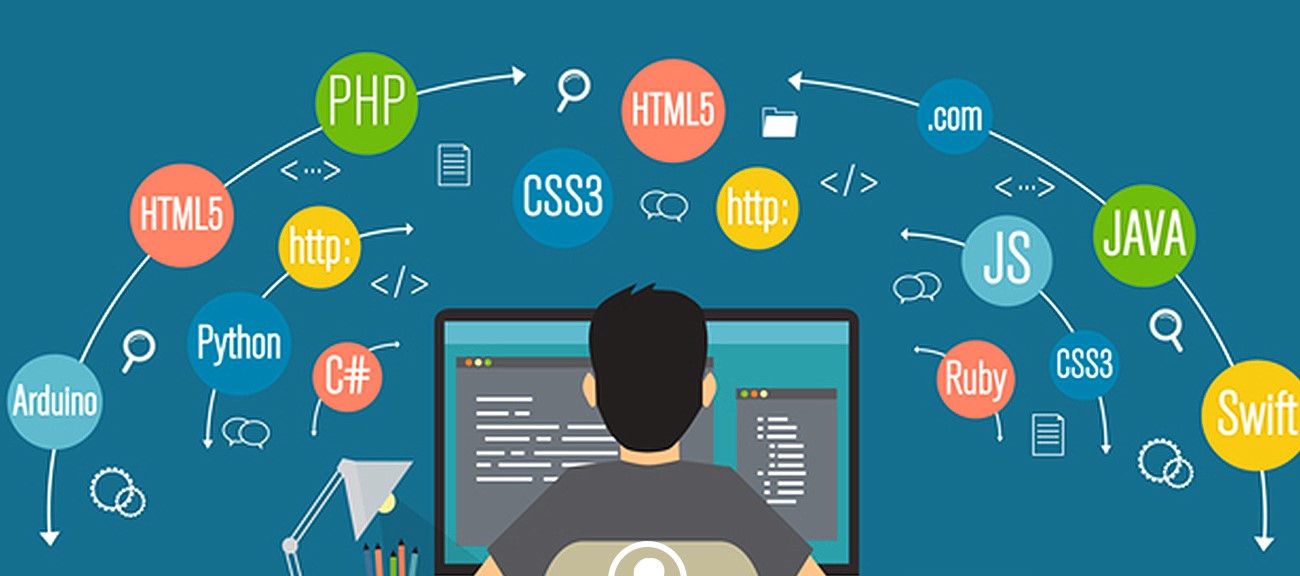 PHP
HTML5
.com
CSS3
http:
HTML5
http:
JS
JAVA
Python
C#
Arduino
Ruby
CSS3
Swift
<···>
</>
</>
<···>